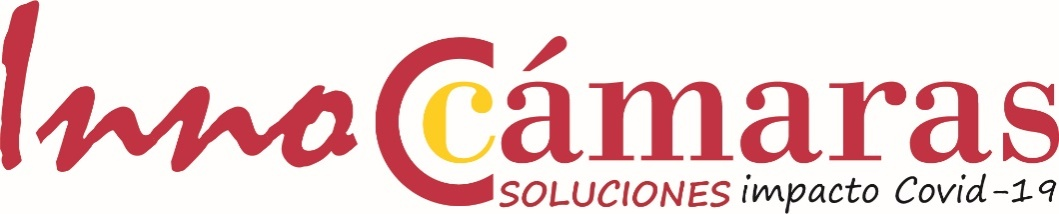 InnoCcámaras
SOLUCIONES impacto Covid-19